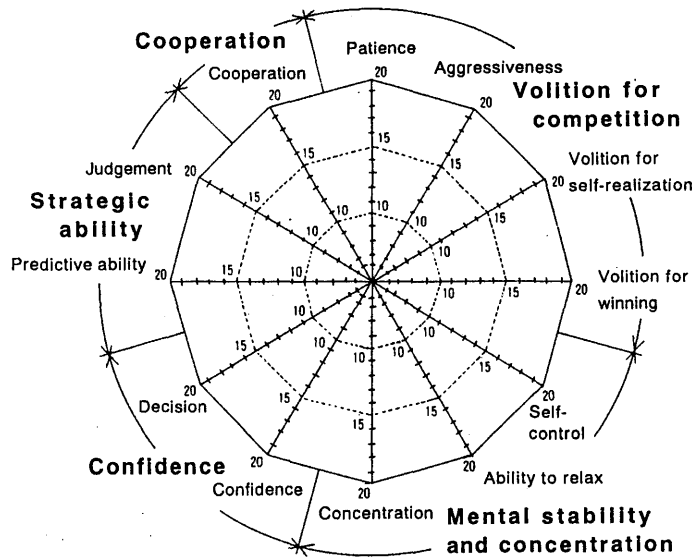 Cooperation
Patience
Cooperation
Aggressiveness
Volition for
competition
Judgement
Volition for
self-realization
Strategic
ability
Predictive ability
Volition for
winning
Decision
Self-
control
Confidence
Confidence
Ability to relax
Concentration
Mental stability
and concentration
20
20
20
20
20
20
20
20
20
20
20
20
15
15
15
15
15
15
15
15
15
15
15
15
10
10
10
10
10
10
10
10
10
10
10
10